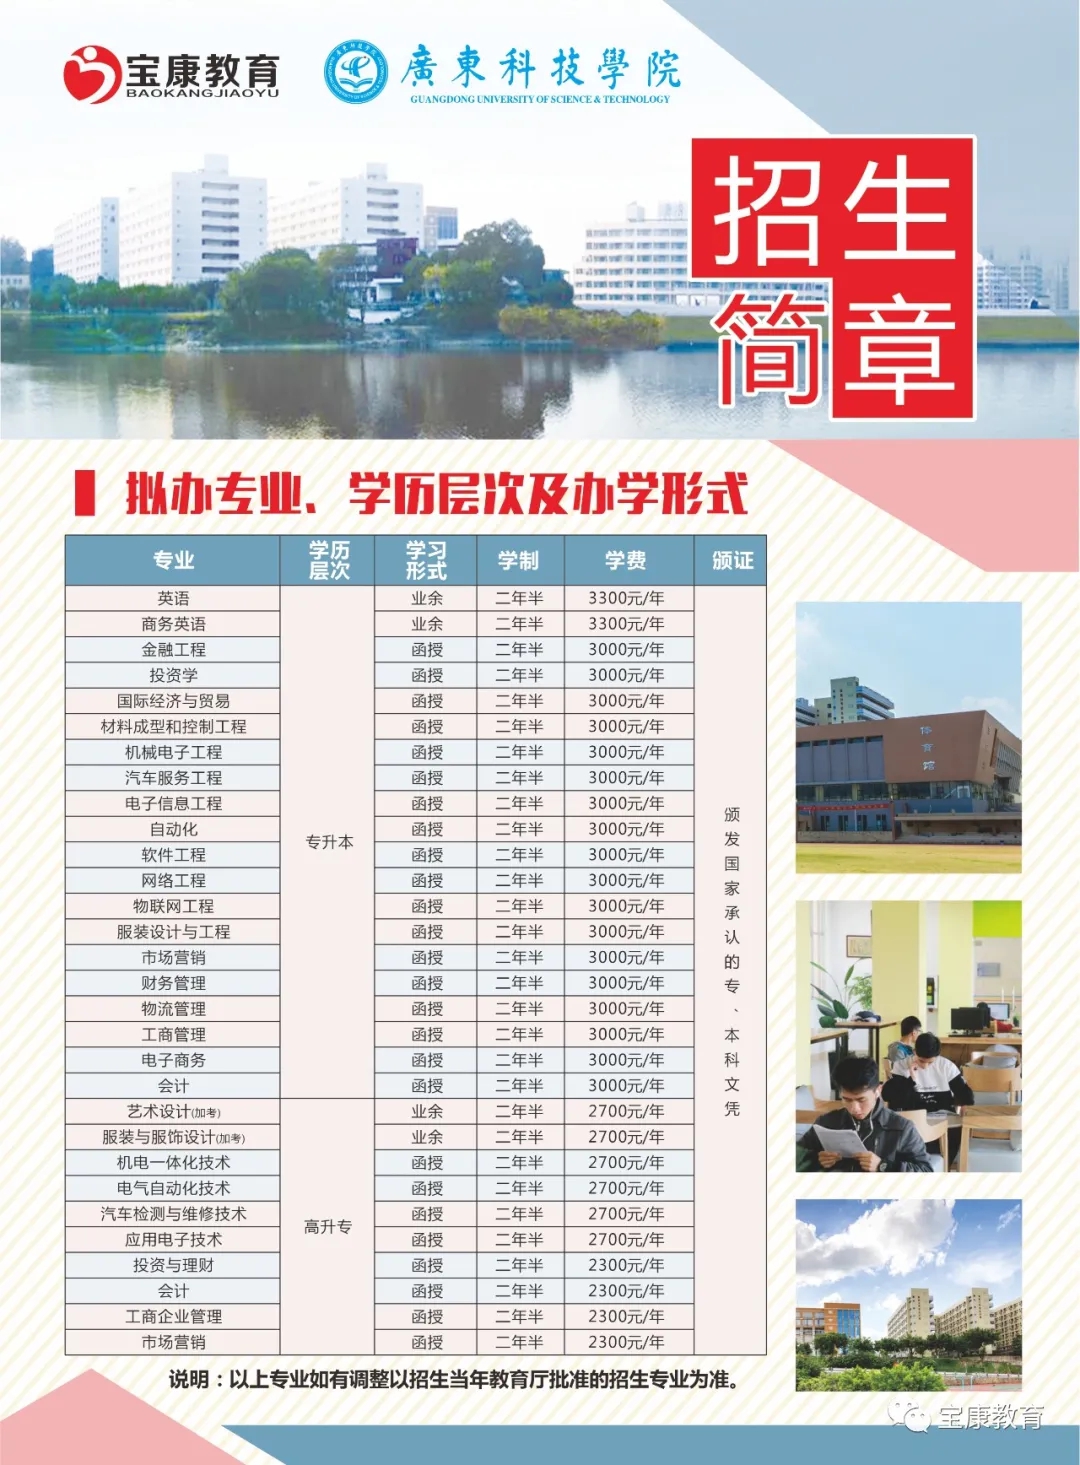 宝康教育
BAOKANGJIAOYU
廣東科技學院
GUANGDONG UNIVERSITY OF SCIENCE & TECHNOLOGY
招生
简章
拟办专业、学历层次及办学形式
专业 学历层次 学习形式 学制 学费 颁证
英语 业余 二年半 3300元/年
商务英语 业余 二年半 3300元/年
金融工程 函授 二年半 3000元/年
投资学 函授 二年半 3000元/年
国际经济与贸易 函授 二年半 3000元/年
材料成型和控制工程 函授 二年半 3000元/年
机械电子工程 函授 二年半 3000元/年
汽车服务工程 函授 二年半 3000元/年
电子信息工程 函授 二年半 3000元/年
自动化 函授 二年半 3000元/年
专升本
软件工程 函授 二年半 3000元/年
网络工程 函授 二年半 3000元/年
物联网工程 函授 二年半 3000元/年
服装设计与工程 函授 二年半 3000元/年
市场营销 函授 二年半 3000元/年
财务管理 函授 二年半 3000元/年
物流管理 函授 二年半 3000元/年
工商管理 函授 二年半 3000元/年
电子商务 函授 二年半 3000元/年
会计 函授 二年半 3000元/年
艺术设计(加考) 业余 二年半 2700元/年
服装与服饰设计(加考) 业余 二年半 2700元/年
机电一体化技术 函授 二年半 2700元/年
电气自动化技术 函授 二年半 2700元/年
汽车检测与维修技术 函授 二年半 2700元/年
高升专
应用电子技术 函授 二年半 2700元/年
投资与理财 函授 二年半 2300元/年
会计 函授 二年半 2300元/年
工商企业管理 函授 二年半 2300元/年
市场营销 函授 二年半 2300元/年
颁发国家承认的专、本科文凭
说明：以上专业如有调整以招生当年教育厅批准的招生专业为准。
体育馆
宝康教育